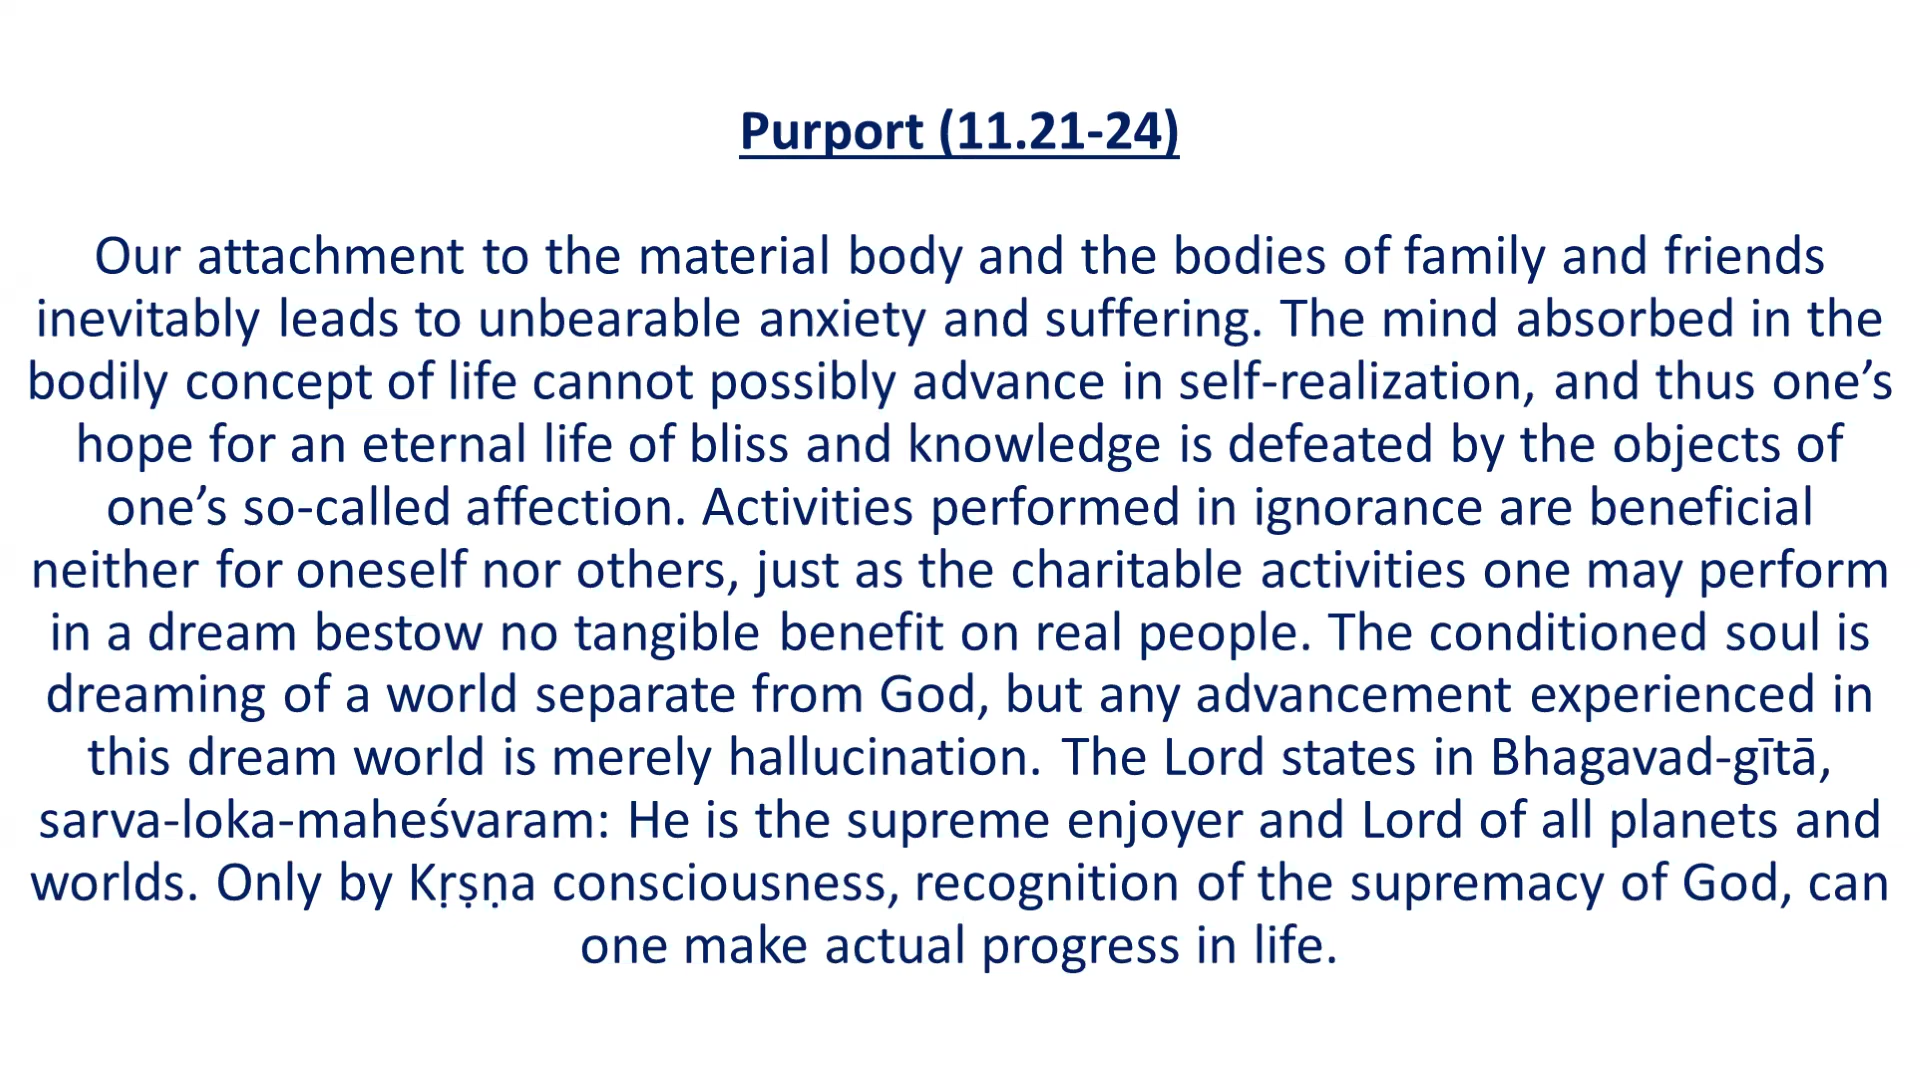 Purport (11.21-24)
Our attachment to the material body and the bodies of family and friends
inevitably leads to unbearable anxiety and suffering. The mind absorbed in the
bodily concept of life cannot possibly advance in self-realization, and thus one’s
hope for an eternal life of bliss and knowledge is defeated by the objects of
one’s so-called affection. Activities performed in ignorance are beneficial
neither for oneself nor others, just as the charitable activities one may perform
in a dream bestow no tangible benefit on real people. The conditioned soul is
dreaming of a world separate from God, but any advancement experienced in
this dream world is merely hallucination. The Lord states in Bhagavad-gītā,
sarva-loka-maheśvaram: He is the supreme enjoyer and Lord of all planets and
worlds. Only by Kṛṣṇa consciousness, recognition of the supremacy of God, can
one make actual progress in life.